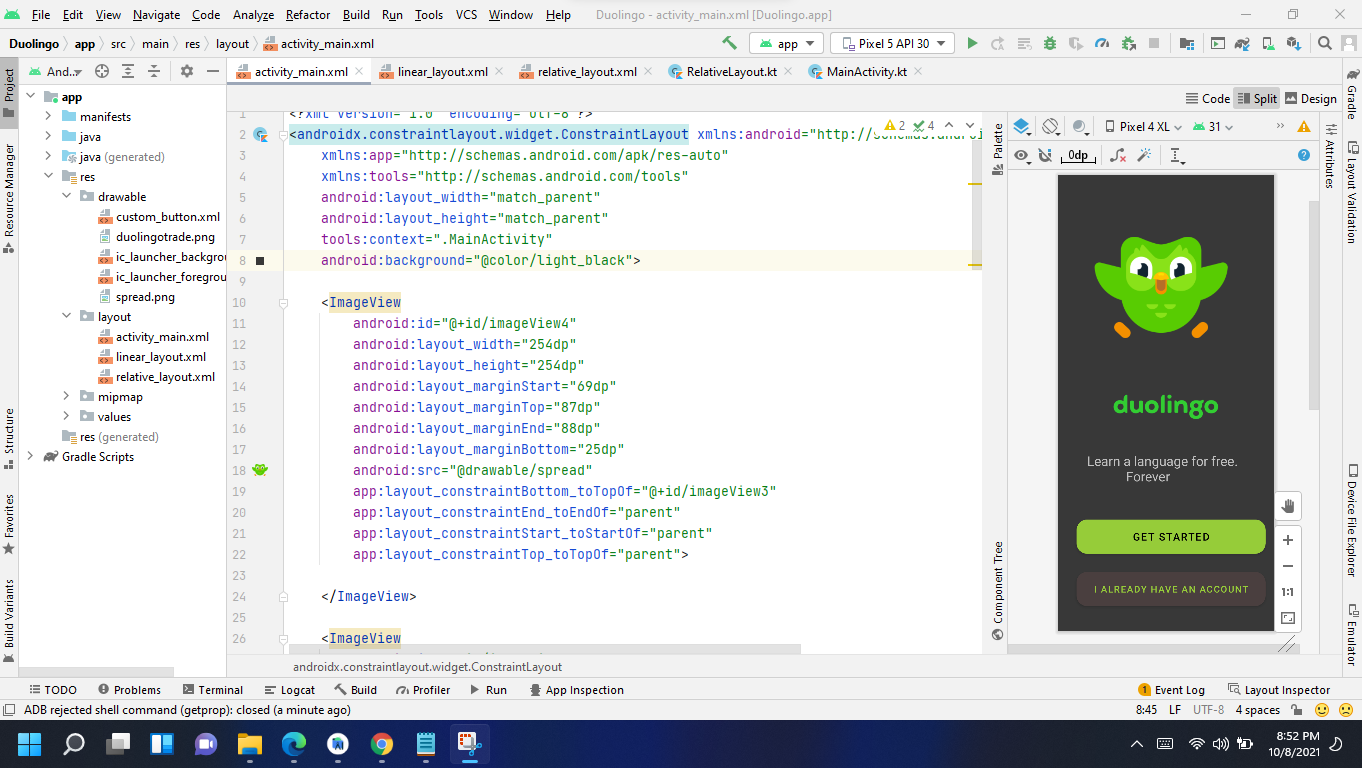 File Edit View Navigate Code Analyze Refactor Build Run Tools VCS Window Help Duolingo - activity_main.xml [Duolingo.app]
Duolingo app src main res layout activity_main.xml app Pixel 5 API 30
And.. activity_main.xml linear_layout.xml relative_layout.xml RelativeLayout.kt MainActivity.kt
Code Split Design
Project
Resource Manager
Structure
Favorites
Build Variants
app
manifests
java
java (generated)
res
drawable
custom_button.xml
duolingotrade.png
ic_launcher_backgrou
ic_launcher_foregrou
spread.png
layout
activity_main.xml
linear_layout.xml
relative_layout.xml
mipmap
values
res (generated)
Gradle Scripts
1 <?xml version="1.0" encoding="utf-8"?>
2 <androidx.constraintlayout.widget.ConstraintLayout xmlns:android="http://schemas.andro
2 4
3 xmlns:app="http://schemas.android.com/apk/res-auto"
4 xmlns:tools="http://schemas.android.com/tools"
5 android:layout_width="match_parent"
6 android:layout_height="match_parent"
7 tools:context=".MainActivity"
8 android:background="@color/light_black">
9
10 <ImageView
11 android:id="@+id/imageView4"
12 android:layout_width="254dp"
13 android:layout_height="254dp"
14 android:layout_marginStart="69dp"
15 android:layout_marginTop="87dp"
16 android:layout_marginEnd="88dp"
17 android:layout_marginBottom="25dp"
18 android:src="@drawable/spread"
19 app:layout_constraintBottom_toTopOf="@+id/imageView3"
20 app:layout_constraintEnd_toEndOf="parent"
21 app:layout_constraintStart_toStartOf="parent"
22 app:layout_constraintTop_toTopOf="parent">
23
24 </ImageView>
25
26 <ImageView
androidx.constraintlayout.widget.ConstraintLayout
Palette
Component Tree
Pixel 4 XL 31
0dp
duolingo
Learn a language for free.
Forever
GET STARTED
I ALREADY HAVE AN ACCOUNT
1:1
Attributes
Gradle
Layout Validation
Device File Explorer
Emulator
TODO Problems Terminal Logcat Build Profiler Run App Inspection 1 Event Log Layout Inspector
ADB rejected shell command (getprop): closed (a minute ago) 8:45 LF UTF-8 4 spaces
8:52 PM
10/8/2021